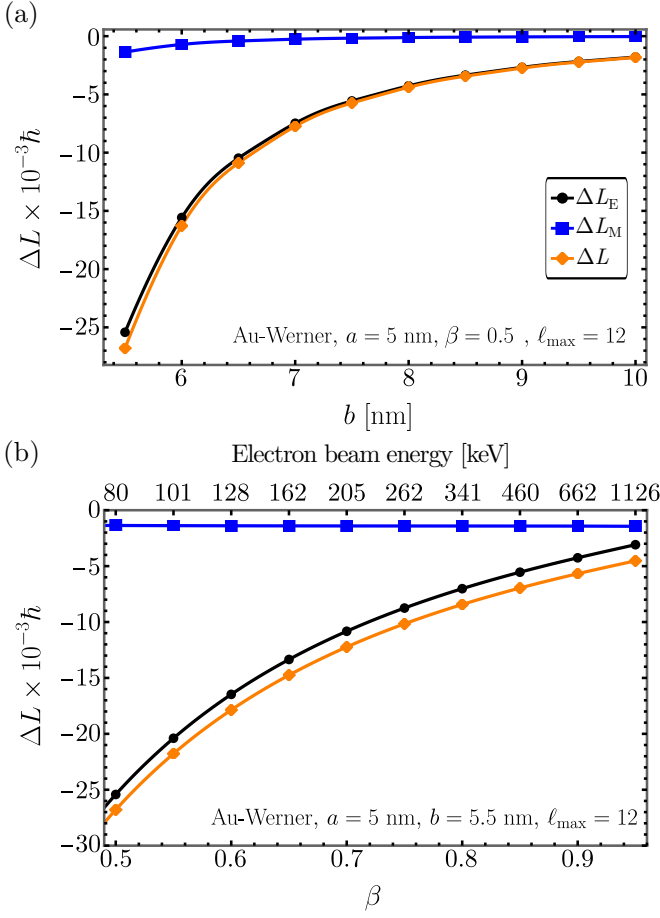 (a)
0
−5
−10
−15
−20
−25
ΔL × 10⁻³ħ
ΔL_E
ΔL_M
ΔL
Au-Werner, a = 5 nm, β = 0.5 , ℓ_max = 12
6 7 8 9 10
b [nm]
(b)
Electron beam energy [keV]
80 101 128 162 205 262 341 460 662 1126
0
−5
−10
−15
−20
−25
−30
ΔL × 10⁻³ħ
Au-Werner, a = 5 nm, b = 5.5 nm, ℓ_max = 12
0.5 0.6 0.7 0.8 0.9
β